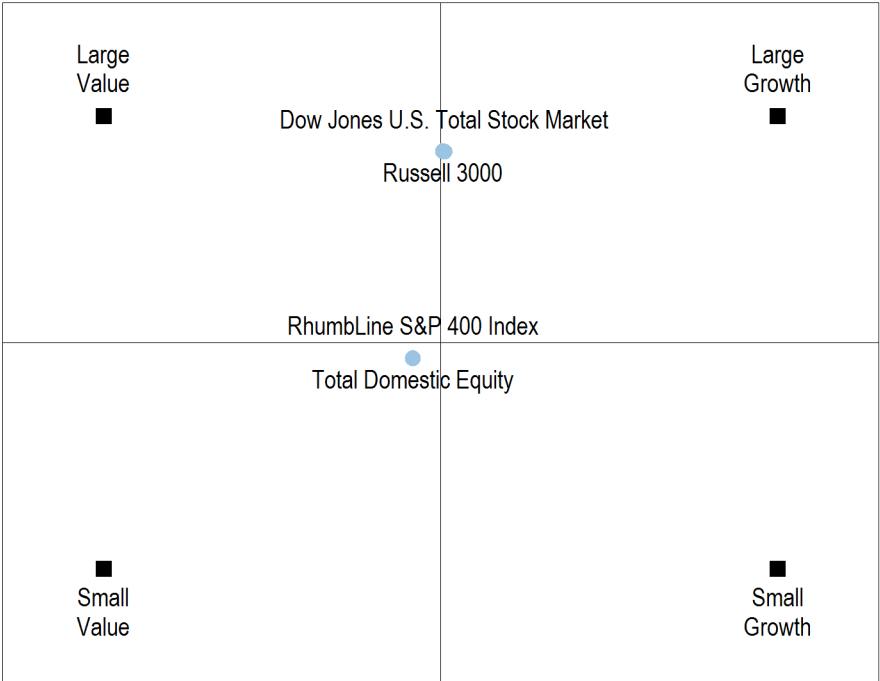 Large
Value
Large
Growth
Dow Jones U.S. Total Stock Market
Russell 3000
RhumbLine S&P 400 Index
Total Domestic Equity
Small
Value
Small
Growth